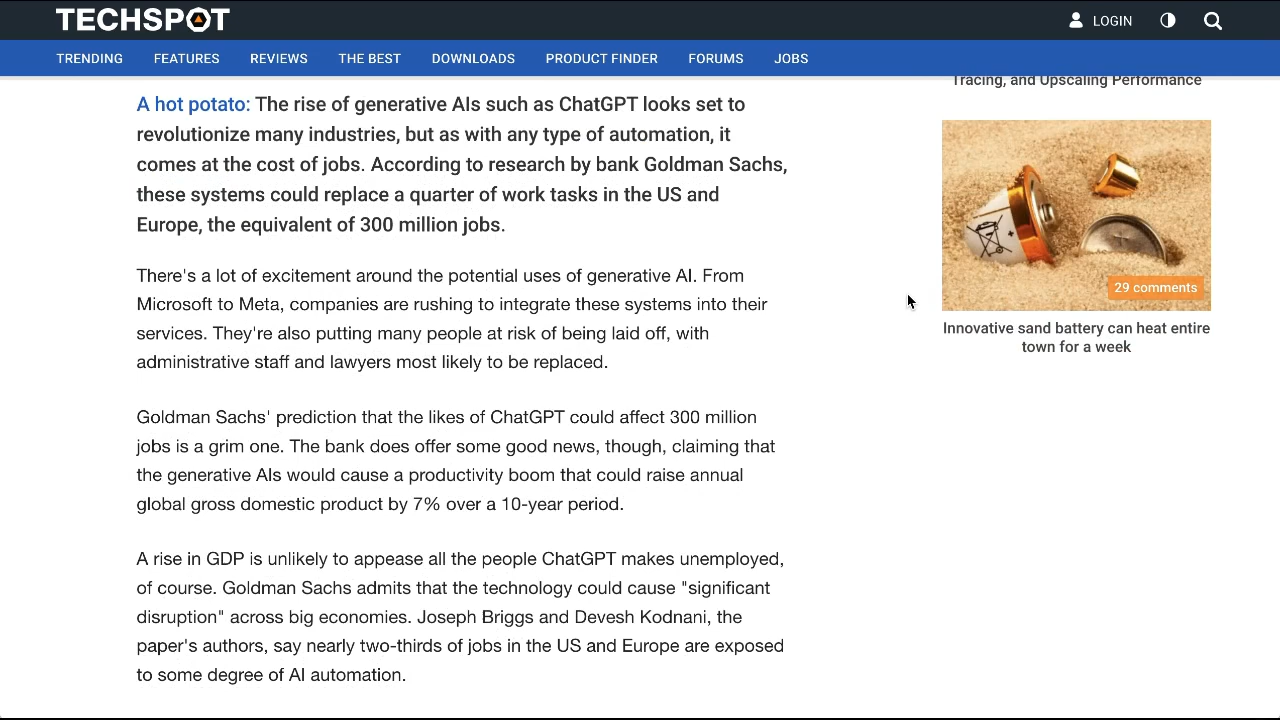 TECHSPOT
LOGIN
TRENDING FEATURES REVIEWS THE BEST DOWNLOADS PRODUCT FINDER FORUMS JOBS
A hot potato: The rise of generative AIs such as ChatGPT looks set to
revolutionize many industries, but as with any type of automation, it
comes at the cost of jobs. According to research by bank Goldman Sachs,
these systems could replace a quarter of work tasks in the US and
Europe, the equivalent of 300 million jobs.
There's a lot of excitement around the potential uses of generative AI. From
Microsoft to Meta, companies are rushing to integrate these systems into their
services. They're also putting many people at risk of being laid off, with
administrative staff and lawyers most likely to be replaced.
Goldman Sachs' prediction that the likes of ChatGPT could affect 300 million
jobs is a grim one. The bank does offer some good news, though, claiming that
the generative AIs would cause a productivity boom that could raise annual
global gross domestic product by 7% over a 10-year period.
A rise in GDP is unlikely to appease all the people ChatGPT makes unemployed,
of course. Goldman Sachs admits that the technology could cause "significant
disruption" across big economies. Joseph Briggs and Devesh Kodnani, the
paper's authors, say nearly two-thirds of jobs in the US and Europe are exposed
to some degree of AI automation.
Tracing, and Upscaling Performance
29 comments
Innovative sand battery can heat entire
town for a week